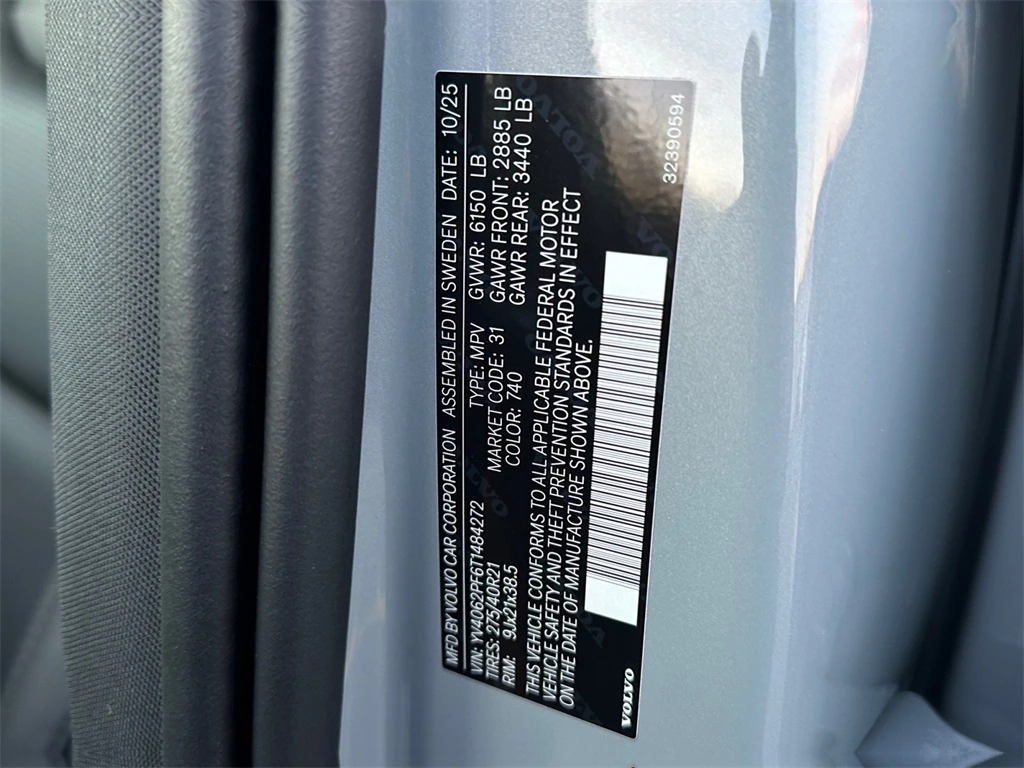 MFD BY VOLVO CAR CORPORATION ASSEMBLED IN SWEDEN DATE: 10/25
VIN: YV4062PF6T1484272 TYPE: MPV GVWR: 6150 LB
TIRES: 275/40R21 MARKET CODE: 31 GAWR FRONT: 2885 LB
RIM: 9Jx21x38.5 COLOR: 740 GAWR REAR: 3440 LB
THIS VEHICLE CONFORMS TO ALL APPLICABLE FEDERAL MOTOR
VEHICLE SAFETY AND THEFT PREVENTION STANDARDS IN EFFECT
ON THE DATE OF MANUFACTURE SHOWN ABOVE.
VOLVO
32390594